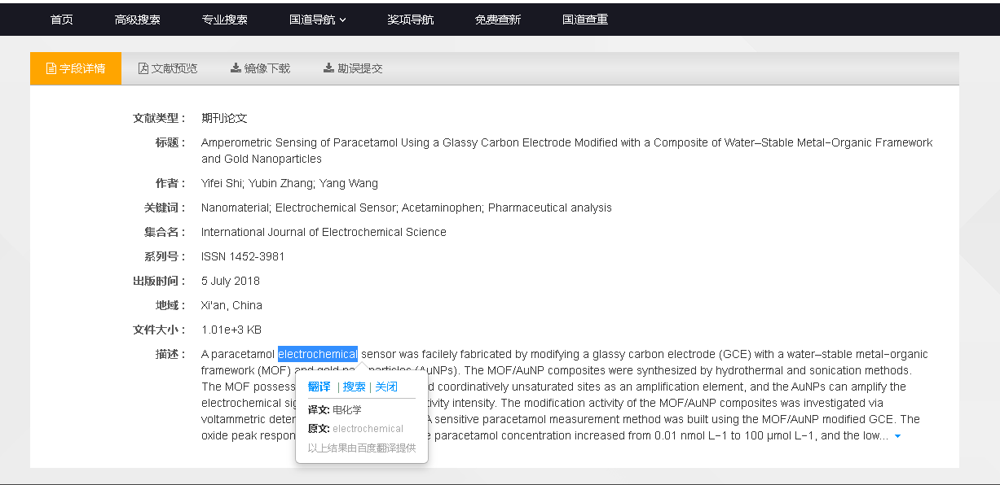 首页 高级搜索 专业搜索 国道导航 奖项导航 免费查新 国道查重
字段详情 文献预览 镜像下载 勘误提交
文献类型： 期刊论文
标题： Amperometric Sensing of Paracetamol Using a Glassy Carbon Electrode Modified with a Composite of Water–Stable Metal-Organic Framework
and Gold Nanoparticles
作者： Yifei Shi; Yubin Zhang; Yang Wang
关键词： Nanomaterial; Electrochemical Sensor; Acetaminophen; Pharmaceutical analysis
集合名： International Journal of Electrochemical Science
系列号： ISSN 1452-3981
出版时间： 5 July 2018
地域： Xi'an, China
文件大小： 1.01e+3 KB
描述： A paracetamol electrochemical sensor was facilely fabricated by modifying a glassy carbon electrode (GCE) with a water–stable metal-organic
framework (MOF) and gold nanoparticles (AuNPs). The MOF/AuNP composites were synthesized by hydrothermal and sonication methods.
The MOF possess d coordinatively unsaturated sites as an amplification element, and the AuNPs can amplify the
electrochemical sig tivity intensity. The modification activity of the MOF/AuNP composites was investigated via
voltammetric deter A sensitive paracetamol measurement method was built using the MOF/AuNP modified GCE. The
oxide peak respon e paracetamol concentration increased from 0.01 nmol L−1 to 100 μmol L−1, and the low...
翻译 | 搜索 | 关闭
译文: 电化学
原文: electrochemical
以上结果由百度翻译提供